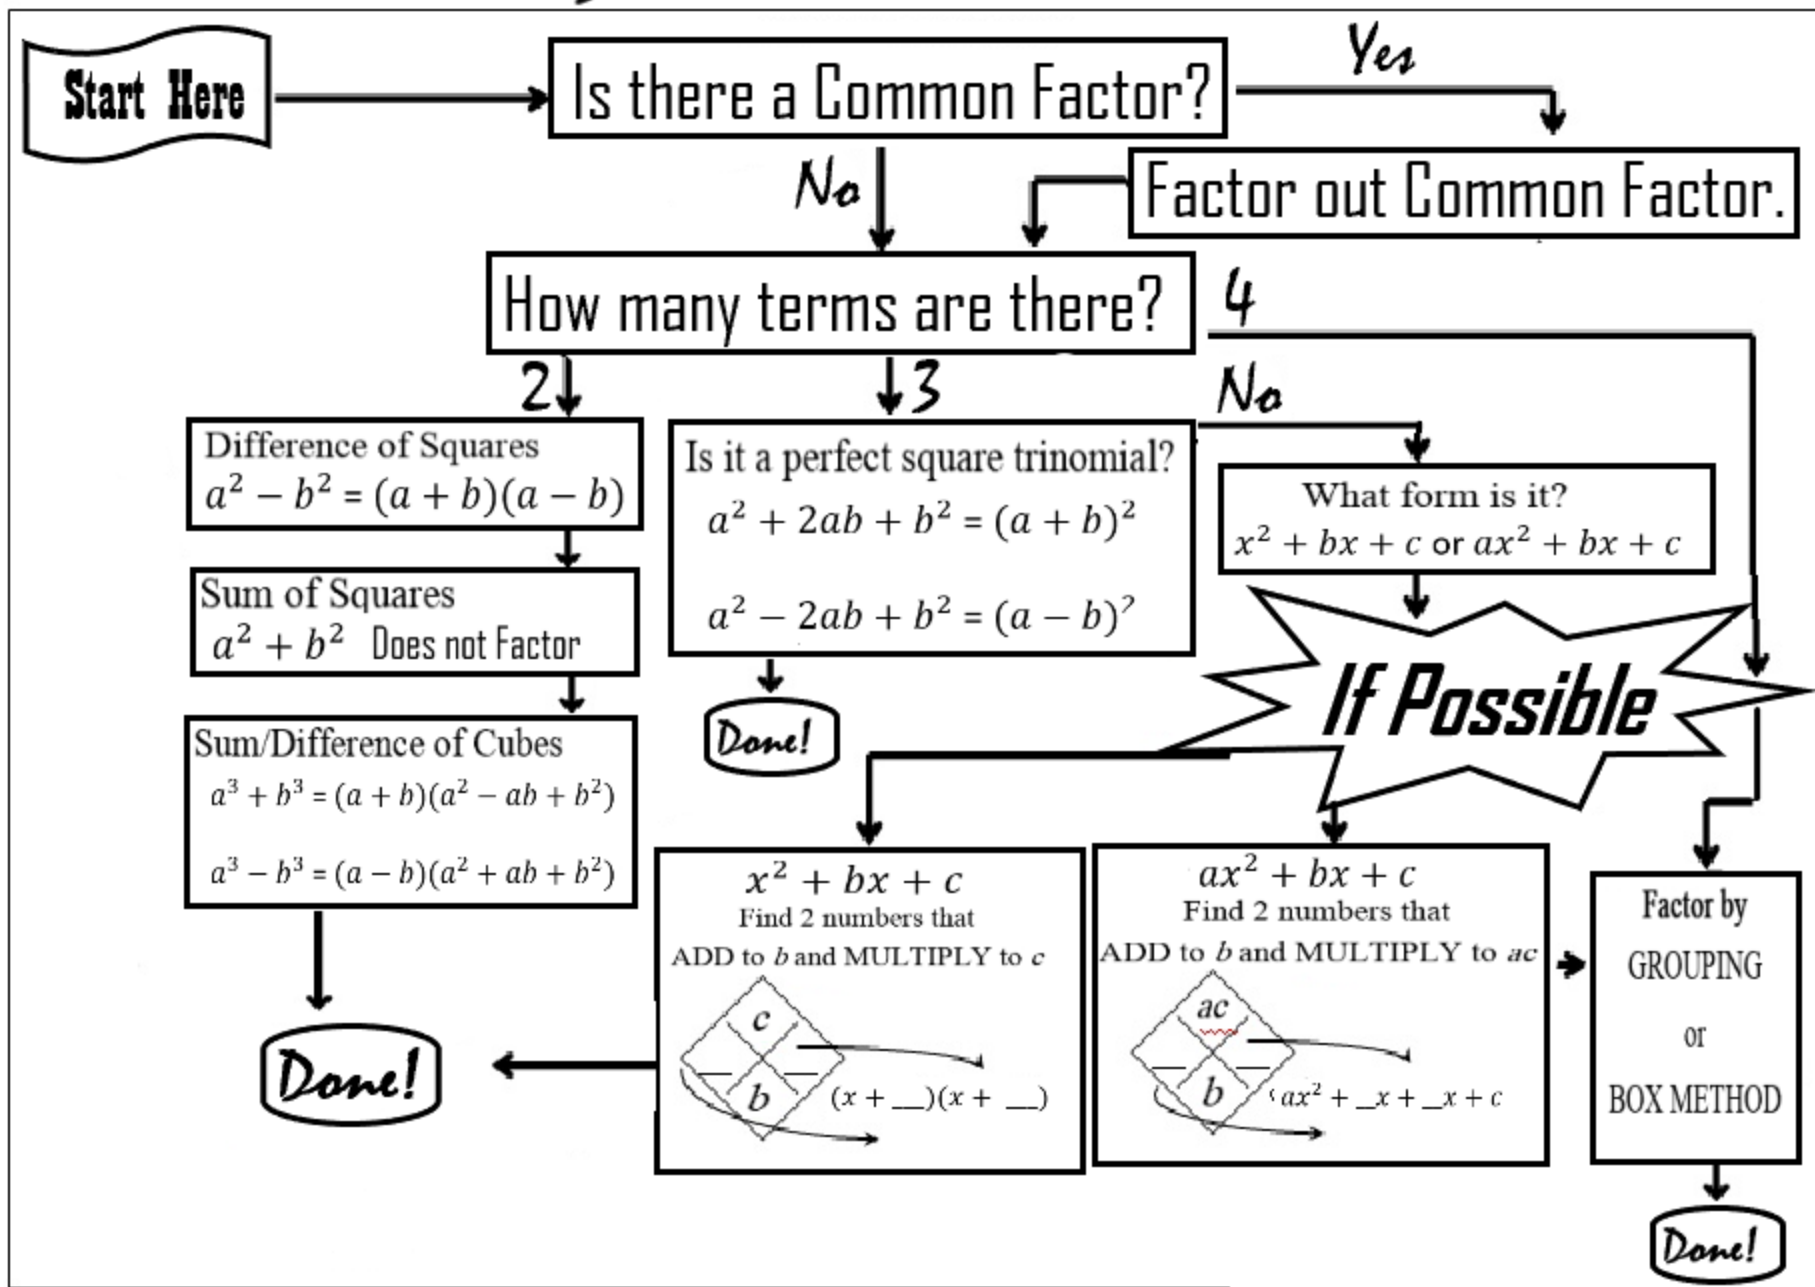 Start Here
Is there a Common Factor?
Yes
No
Factor out Common Factor.
How many terms are there?
4
2
3
No
Difference of Squares
a² − b² = (a + b)(a − b)
Is it a perfect square trinomial?
a² + 2ab + b² = (a + b)²
a² − 2ab + b² = (a − b)²
What form is it?
x² + bx + c or ax² + bx + c
Sum of Squares
a² + b² Does not Factor
If Possible
Done!
Sum/Difference of Cubes
a³ + b³ = (a + b)(a² − ab + b²)
a³ − b³ = (a − b)(a² + ab + b²)
x² + bx + c
Find 2 numbers that
ADD to b and MULTIPLY to c
c
b
(x + __)(x + __)
ax² + bx + c
Find 2 numbers that
ADD to b and MULTIPLY to ac
ac
b
ax² + _x + _x + c
Factor by
GROUPING
or
BOX METHOD
Done!
Done!